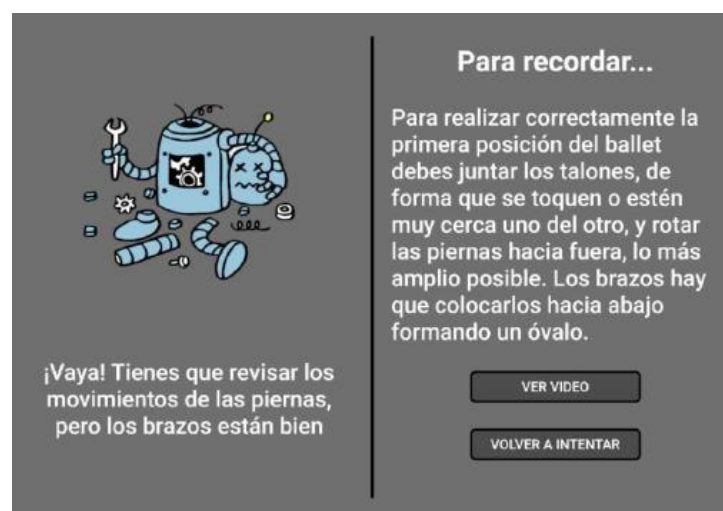 ¡Vaya! Tienes que revisar los
movimientos de las piernas,
pero los brazos están bien
Para recordar...
Para realizar correctamente la
primera posición del ballet
debes juntar los talones, de
forma que se toquen o estén
muy cerca uno del otro, y rotar
las piernas hacia fuera, lo más
amplio posible. Los brazos hay
que colocarlos hacia abajo
formando un óvalo.
VER VIDEO
VOLVER A INTENTAR